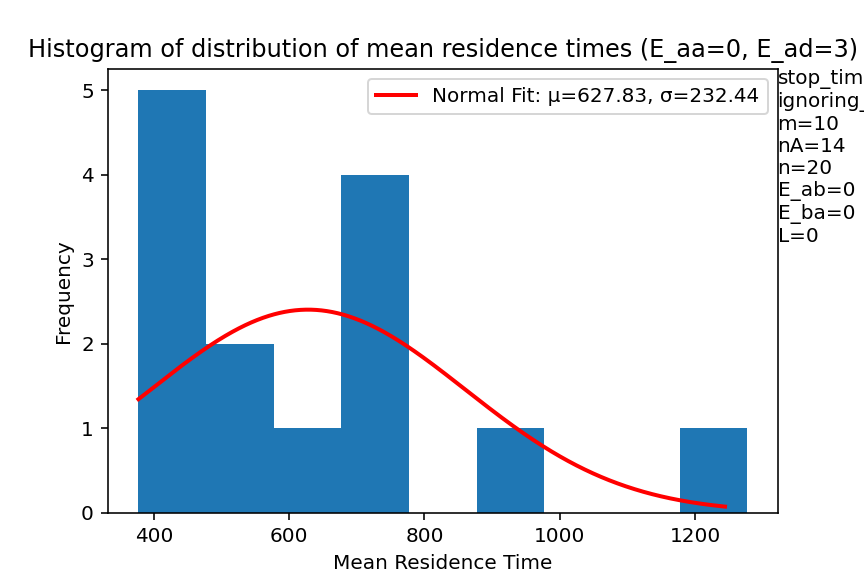 Histogram of distribution of mean residence times (E_aa=0, E_ad=3)
Normal Fit: μ=627.83, σ=232.44
stop_tim
ignoring_
m=10
nA=14
n=20
E_ab=0
E_ba=0
L=0
5
4
3
2
1
0
Frequency
400 600 800 1000 1200
Mean Residence Time